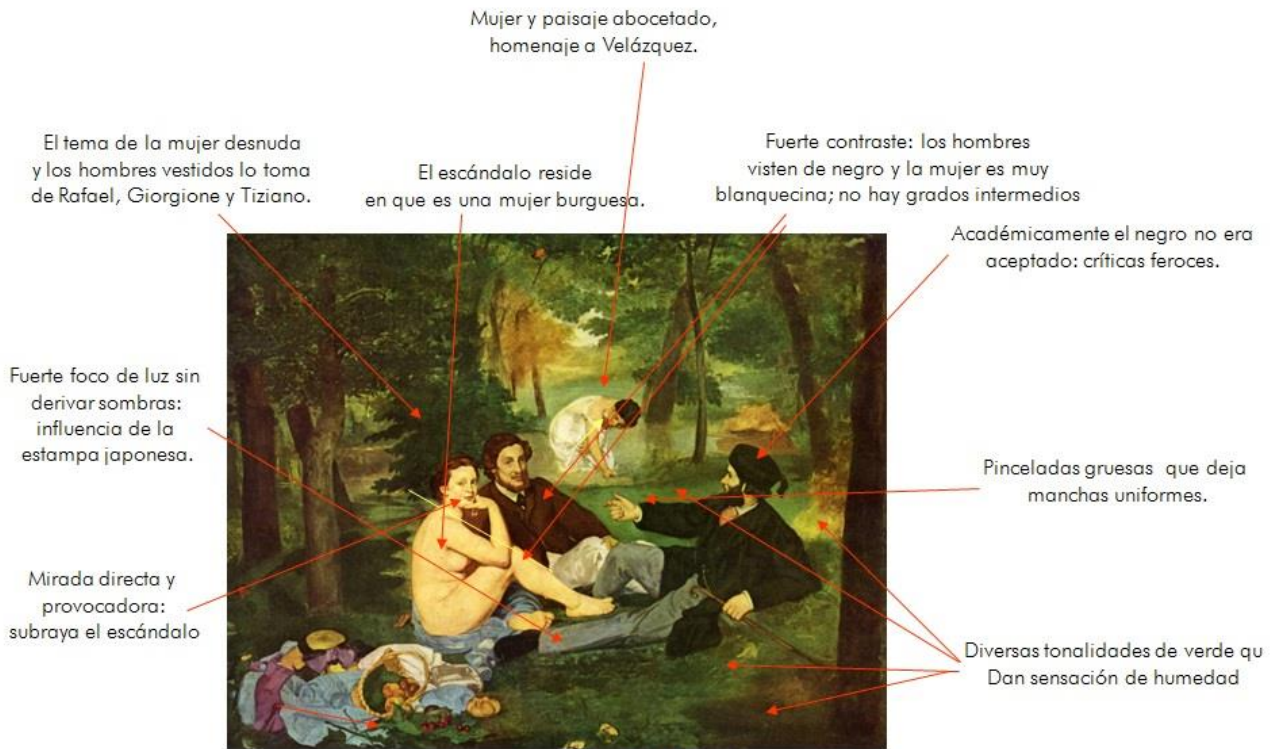 Mujer y paisaje abocetado,
homenaje a Velázquez.
El tema de la mujer desnuda
y los hombres vestidos lo toma
de Rafael, Giorgione y Tiziano.
El escándalo reside
en que es una mujer burguesa.
Fuerte contraste: los hombres
visten de negro y la mujer es muy
blanquecina; no hay grados intermedios
Académicamente el negro no era
aceptado: críticas feroces.
Fuerte foco de luz sin
derivar sombras:
influencia de la
estampa japonesa.
Pinceladas gruesas que deja
manchas uniformes.
Mirada directa y
provocadora:
subraya el escándalo
Diversas tonalidades de verde qu
Dan sensación de humedad